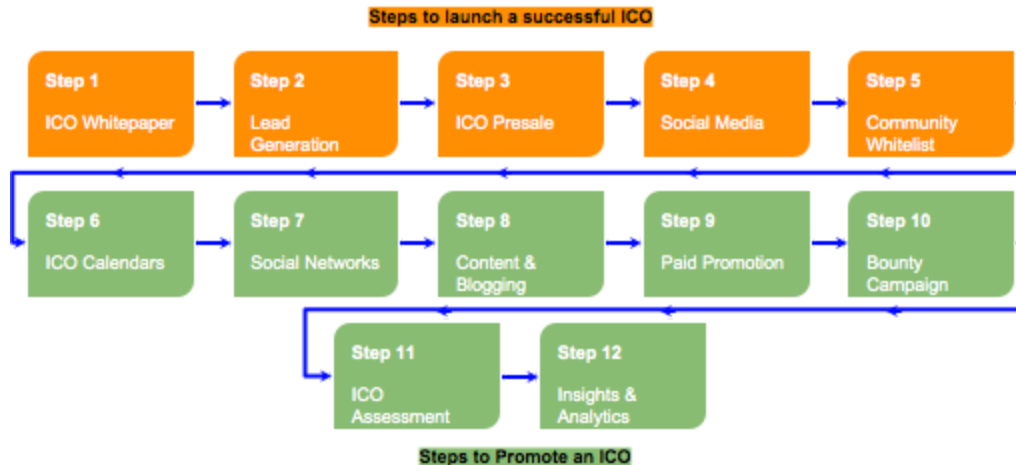 Steps to launch a successful ICO
Step 1
ICO Whitepaper
Step 2
Lead
Generation
Step 3
ICO Presale
Step 4
Social Media
Step 5
Community
Whitelist
Step 6
ICO Calendars
Step 7
Social Networks
Step 8
Content &
Blogging
Step 9
Paid Promotion
Step 10
Bounty
Campaign
Step 11
ICO
Assessment
Step 12
Insights &
Analytics
Steps to Promote an ICO